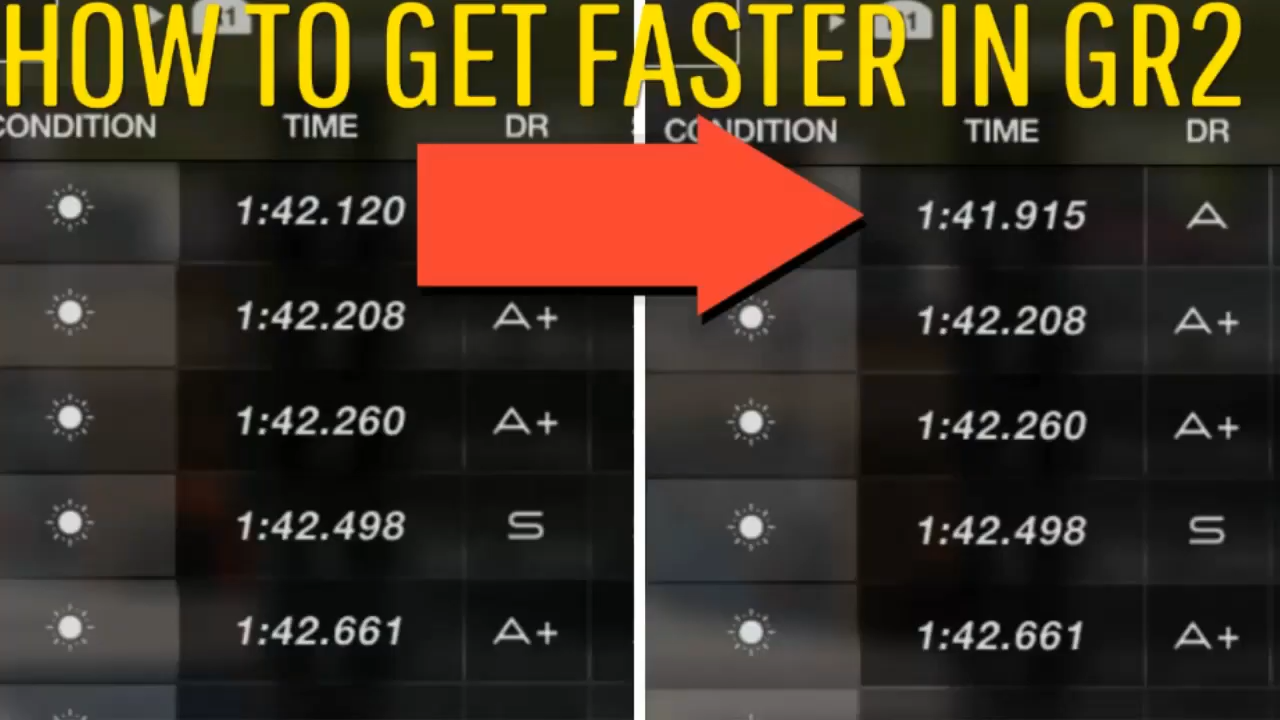 HOW TO GET FASTER IN GR2
CONDITION TIME DR
1:42.120
1:42.208 A+
1:42.260 A+
1:42.498 S
1:42.661 A+
CONDITION TIME DR
1:41.915 A
1:42.208 A+
1:42.260 A+
1:42.498 S
1:42.661 A+